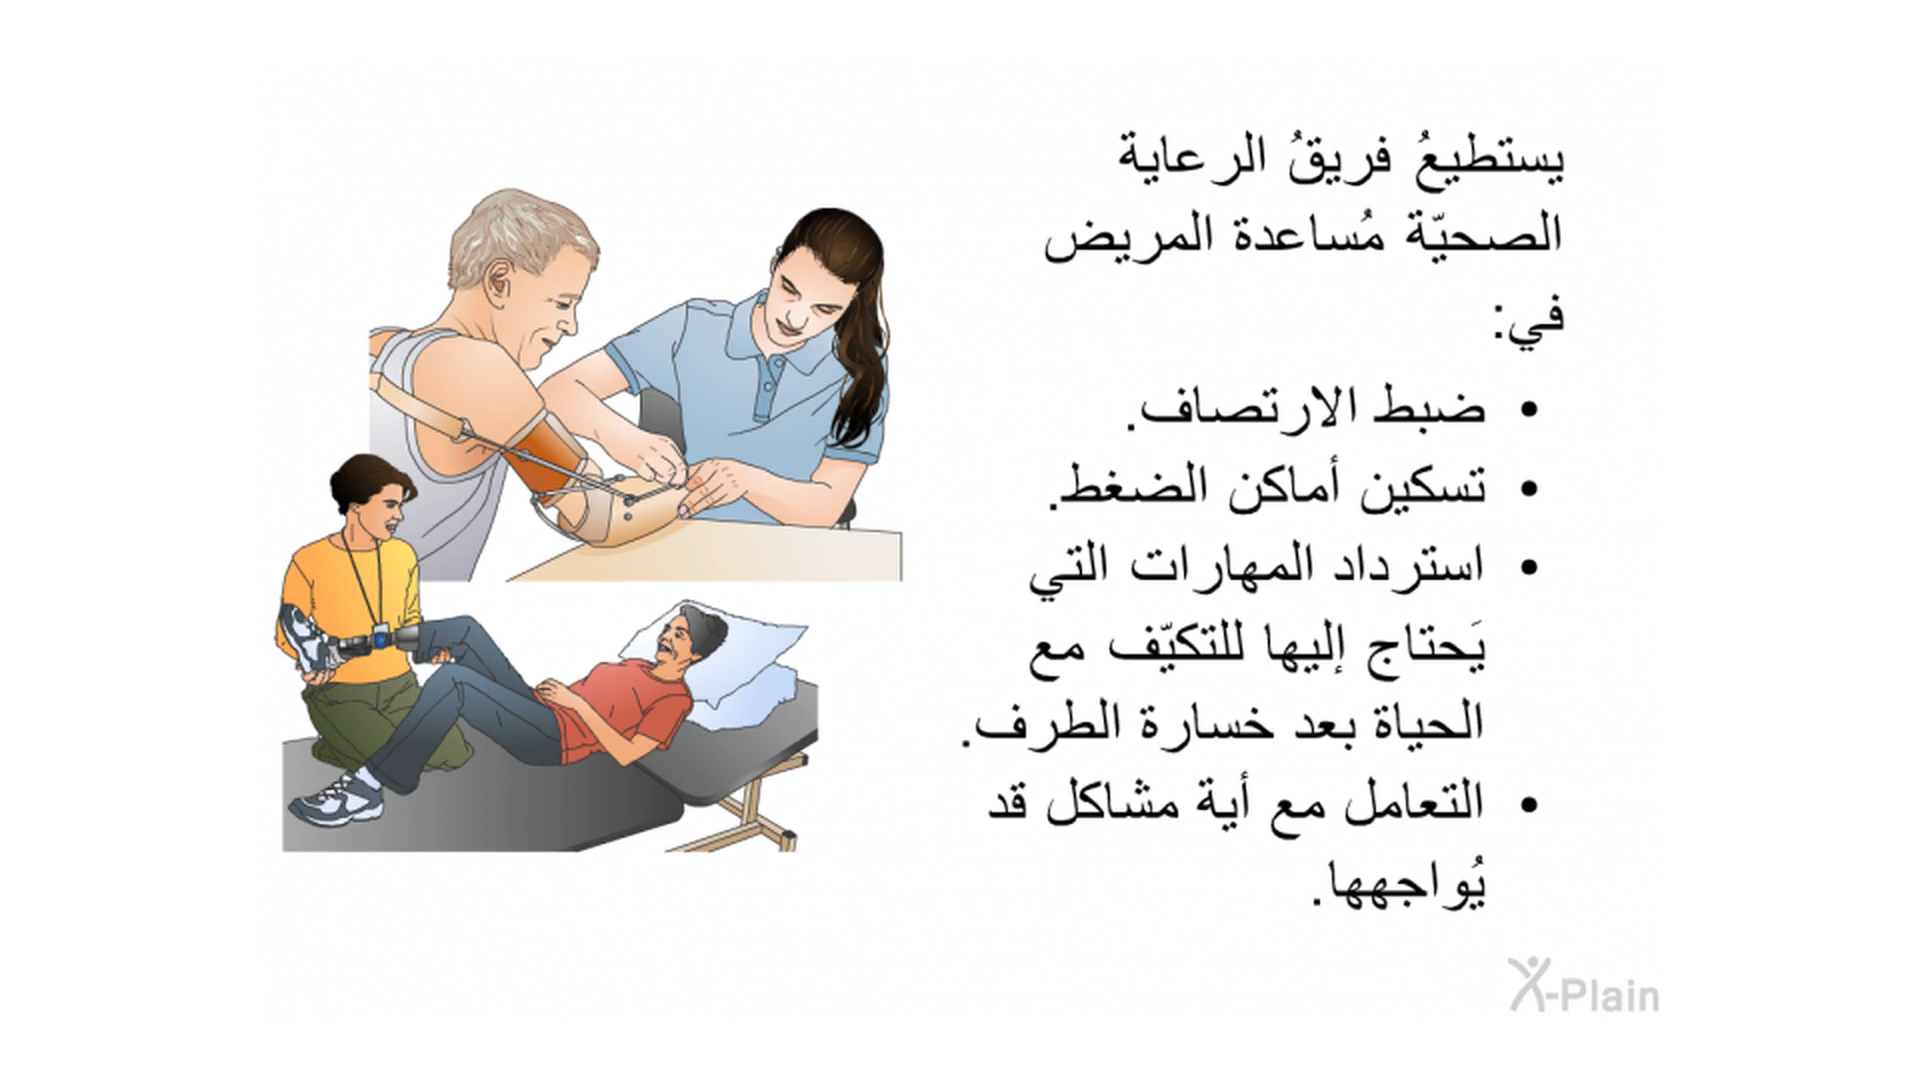 يستطيعُ فريقُ الرعاية
الصحيّة مُساعدة المريض
في:
• ضبط الارتصاف.
• تسكين أماكن الضغط.
• استرداد المهارات التي
يَحتاج إليها للتكيّف مع
الحياة بعد خسارة الطرف.
• التعامل مع أية مشاكل قد
يُواجهها.
X-Plain